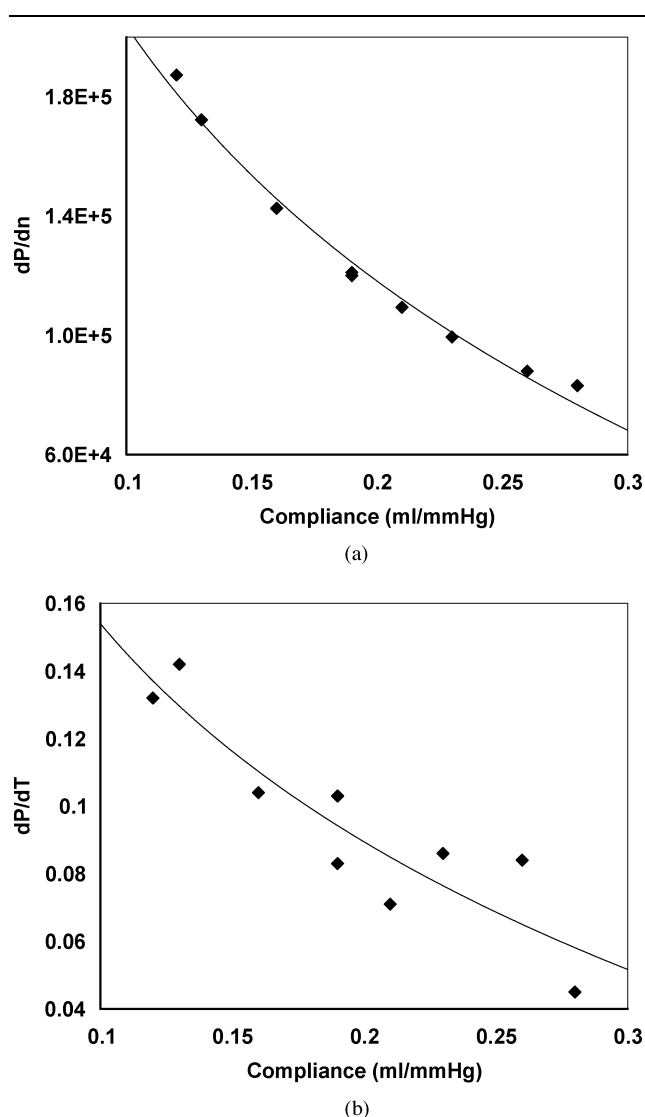 1.8E+5
1.4E+5
dP/dn
1.0E+5
6.0E+4
0.1 0.15 0.2 0.25 0.3
Compliance (ml/mmHg)
(a)
0.16
0.14
0.12
0.1
dP/dT
0.08
0.06
0.04
0.1 0.15 0.2 0.25 0.3
Compliance (ml/mmHg)
(b)